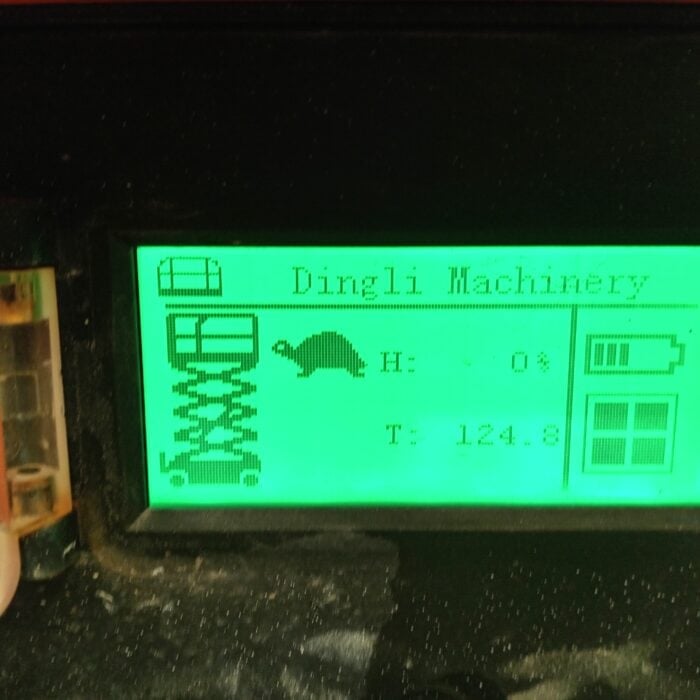 Dingli Machinery
H: 0%
T: 124.8